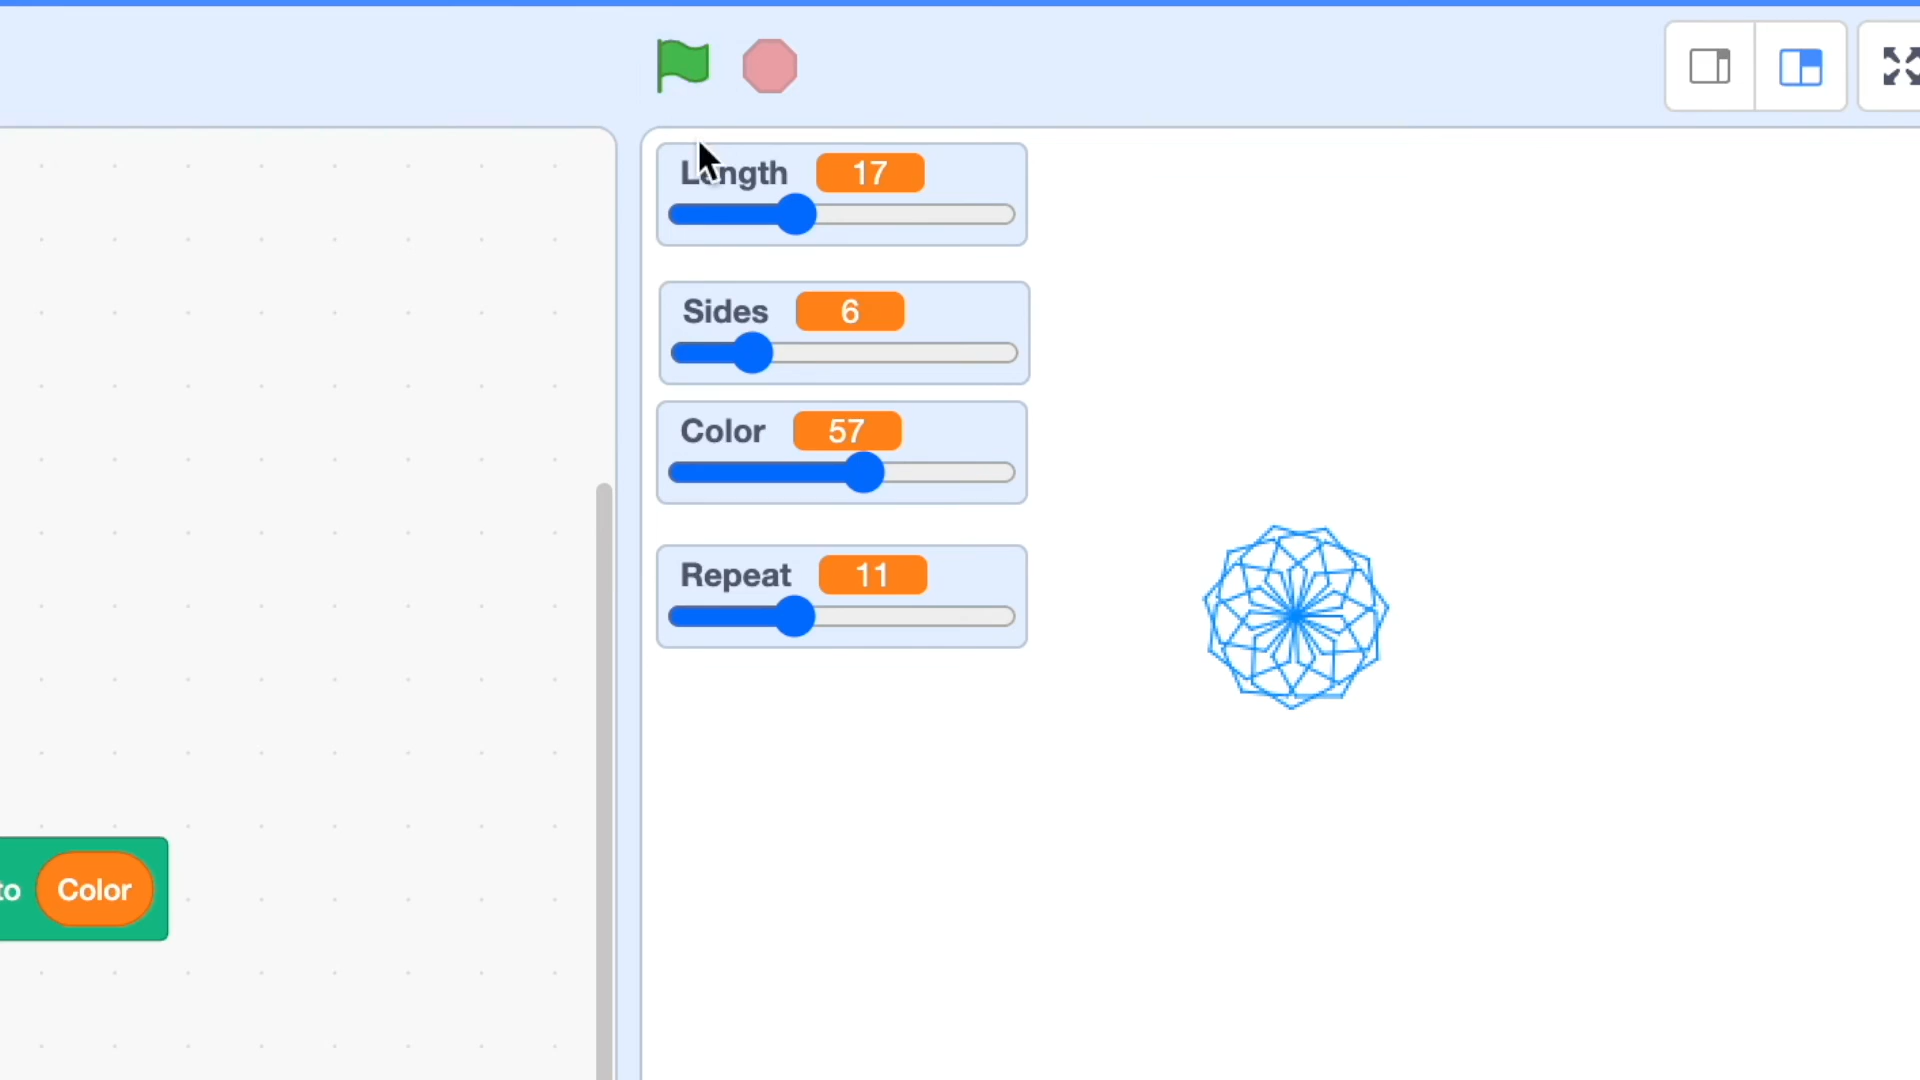 Length 17
Sides 6
Color 57
Repeat 11
to Color